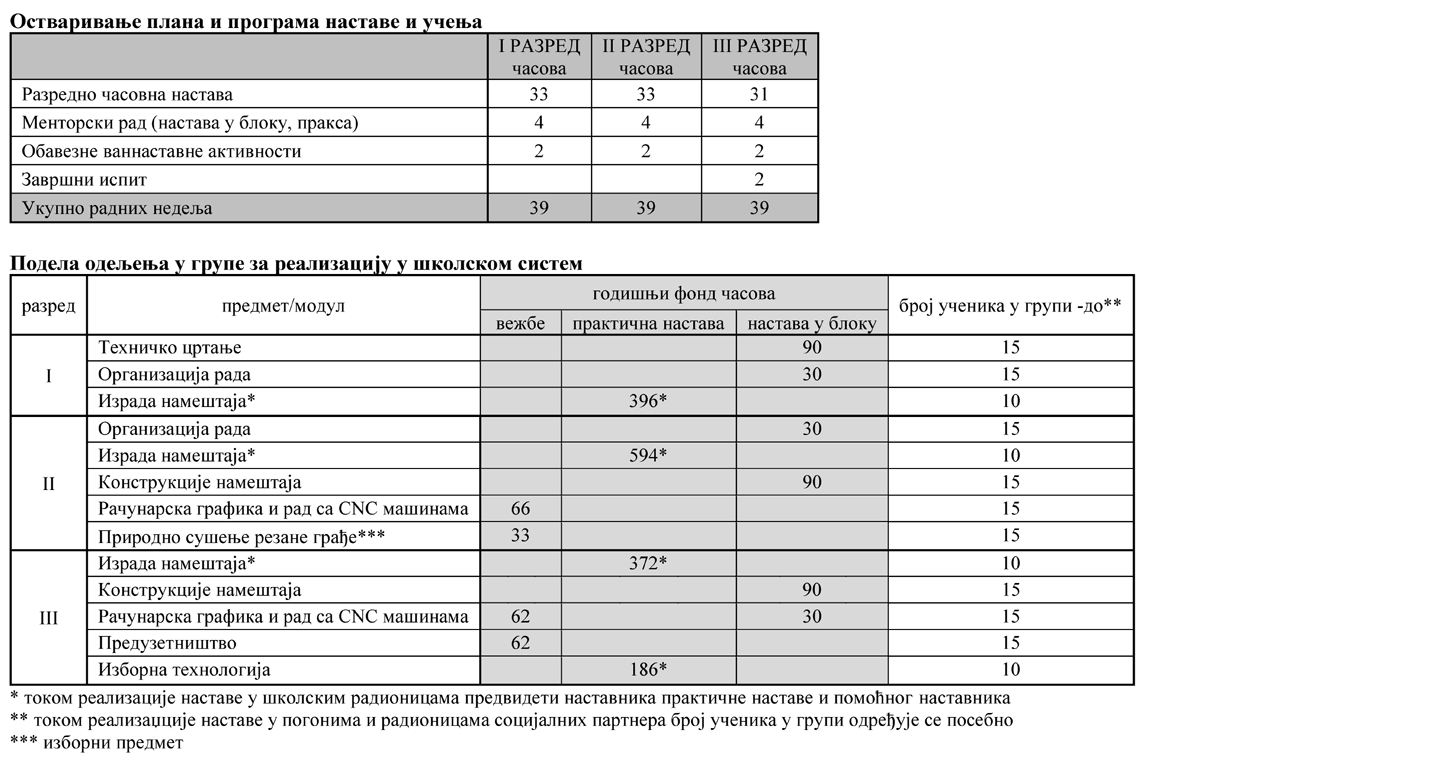 Остваривање плана и програма наставе и учења
I РАЗРЕД часова II РАЗРЕД часова III РАЗРЕД часова
Разредно часовна настава 33 33 31
Менторски рад (настава у блоку, пракса) 4 4 4
Обавезне ваннаставне активности 2 2 2
Завршни испит 2
Укупно радних недеља 39 39 39
Подела одељења у групе за реализацију у школском систем
разред предмет/модул годишњи фонд часова број ученика у групи -до**
вежбе практична настава настава у блоку
I
Техничко цртање 90 15
Организација рада 30 15
Израда намештаја* 396* 10
II
Организација рада 30 15
Израда намештаја* 594* 10
Конструкције намештаја 90 15
Рачунарска графика и рад са CNC машинама 66 15
Природно сушење резане грађе*** 33 15
III
Израда намештаја* 372* 10
Конструкције намештаја 90 15
Рачунарска графика и рад са CNC машинама 62 30 15
Предузетништво 62 15
Изборна технологија 186* 10
* током реализације наставе у школским радионицама предвидети наставника практичне наставе и помоћног наставника
** током реализацције наставе у погонима и радионицама социјалних партнера број ученика у групи одређује се посебно
*** изборни предмет